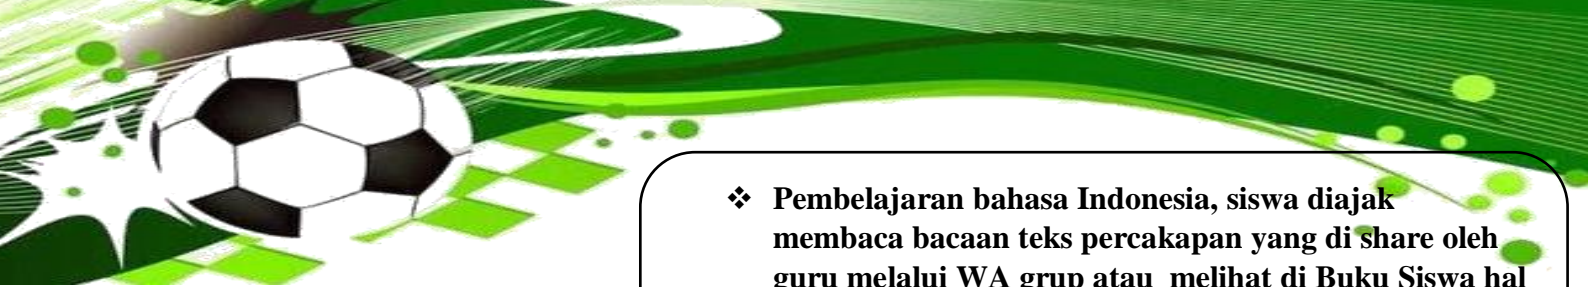 ❖ Pembelajaran bahasa Indonesia, siswa diajak
membaca bacaan teks percakapan yang di share oleh
guru melalui WA grup atau melihat di Buku Siswa hal